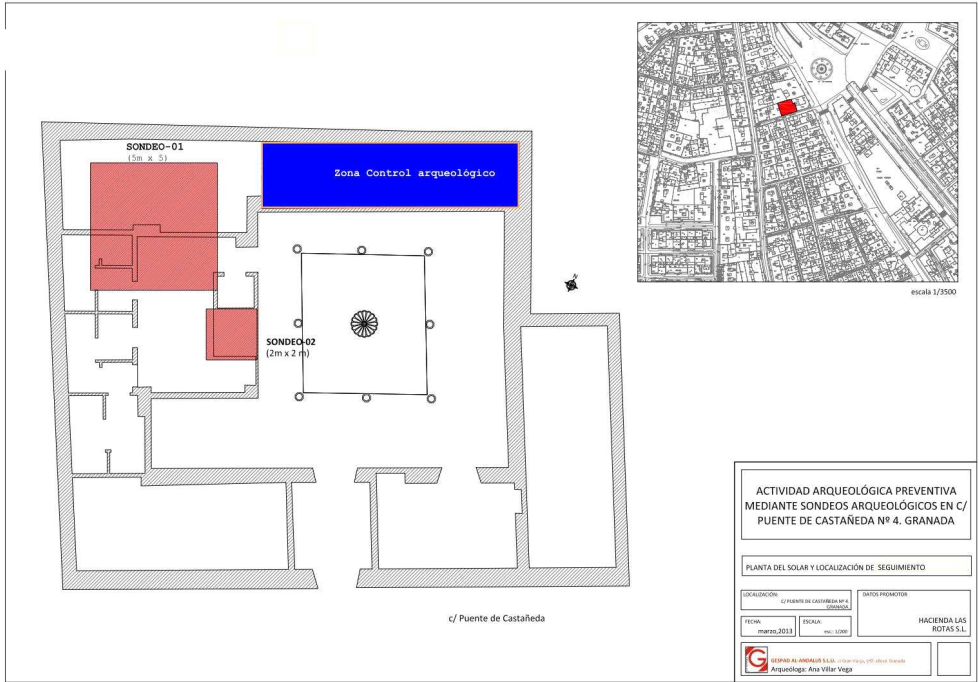 SONDEO-01
(5m x 5)
Zona Control arqueológico
SONDEO-02
(2m x 2 m)
N
c/ Puente de Castañeda
escala 1/3500
ACTIVIDAD ARQUEOLÓGICA PREVENTIVA
MEDIANTE SONDEOS ARQUEOLÓGICOS EN C/
PUENTE DE CASTAÑEDA Nº 4. GRANADA
PLANTA DEL SOLAR Y LOCALIZACIÓN DE SEGUIMIENTO
LOCALIZACIÓN:
C/ PUENTE DE CASTAÑEDA Nº 4
GRANADA
DATOS PROMOTOR:
HACIENDA LAS
ROTAS S.L.
FECHA:
marzo,2013
ESCALA:
esc: 1/200
G
GESPAD AL-ANDALUS S.L.U. Granada
Arqueóloga: Ana Villar Vega